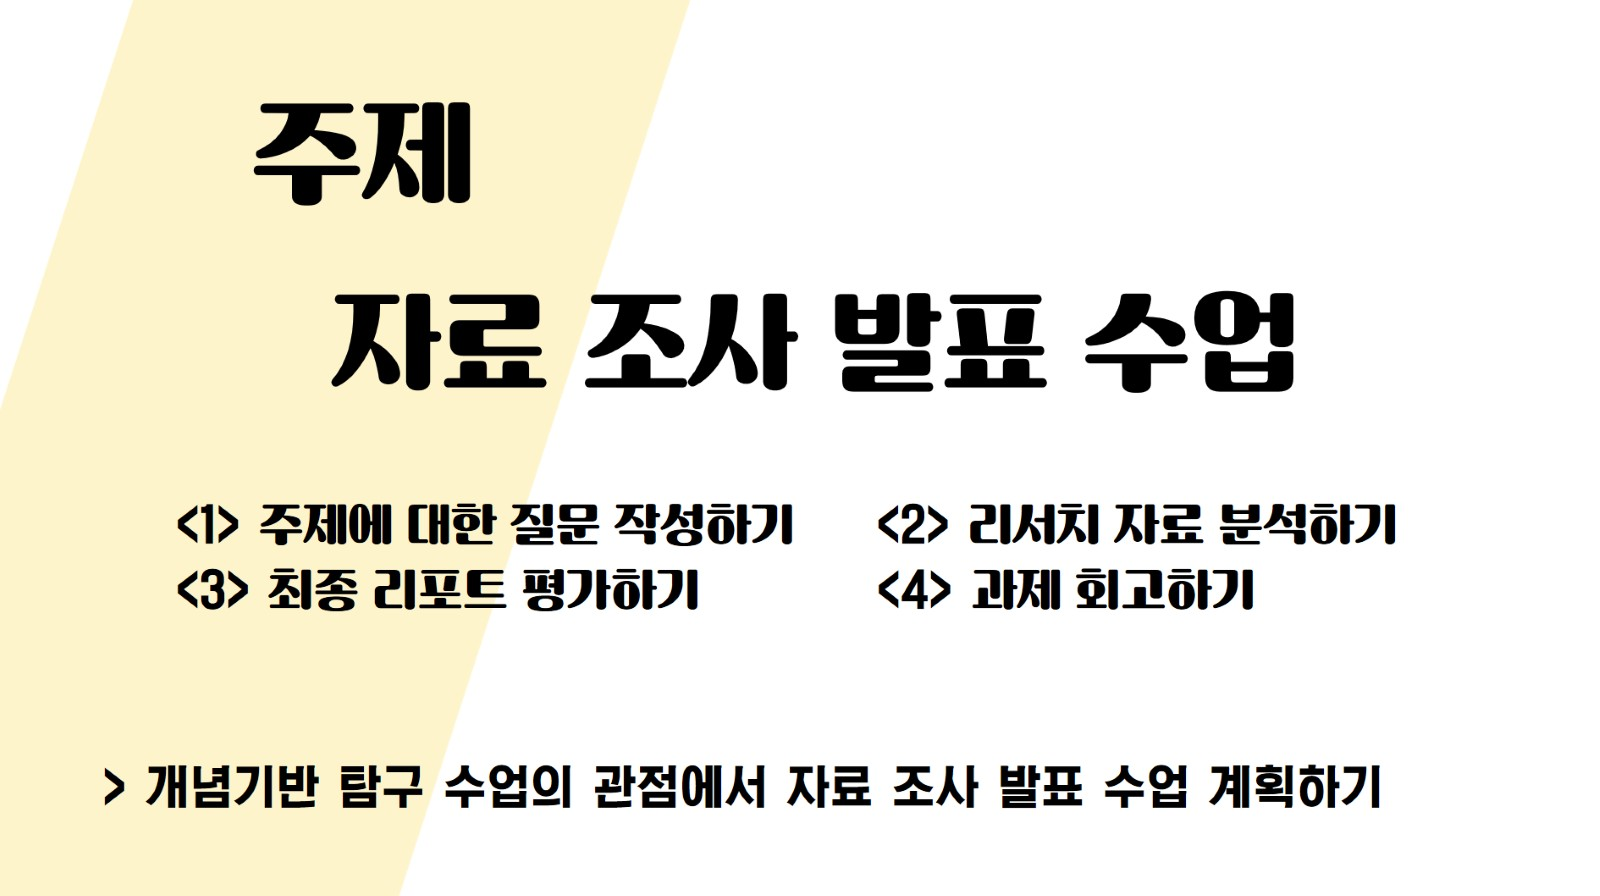 주제
자료 조사 발표 수업
<1> 주제에 대한 질문 작성하기 <2> 리서치 자료 분석하기
<3> 최종 리포트 평가하기 <4> 과제 회고하기
> 개념기반 탐구 수업의 관점에서 자료 조사 발표 수업 계획하기